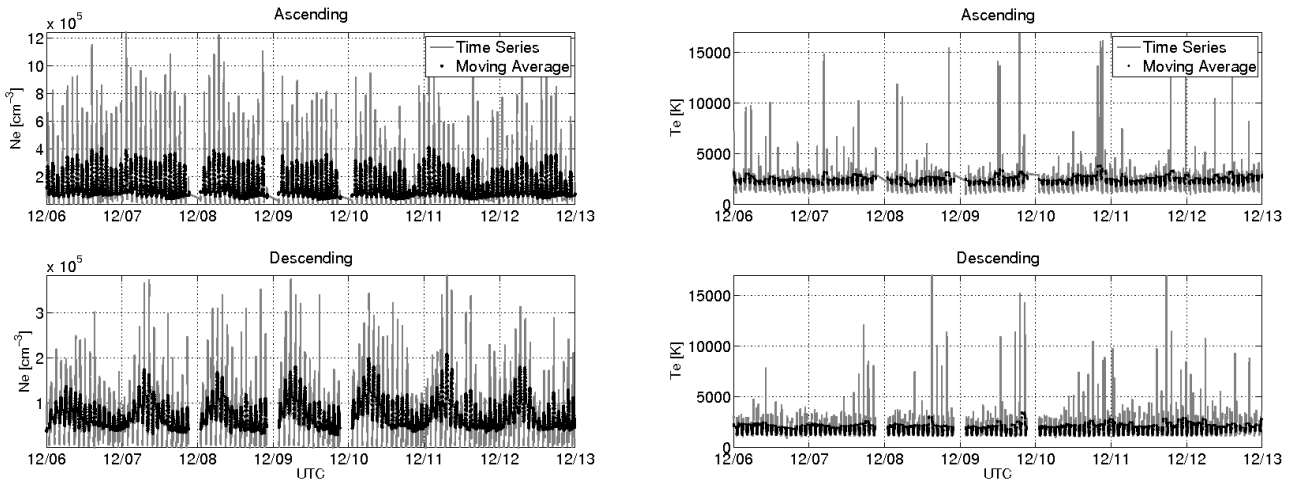 Ascending
x 10^5
Ne [cm^-3]
12
10
8
6
4
2
Time Series
Moving Average
12/06 12/07 12/08 12/09 12/10 12/11 12/12 12/13
Ascending
Te [K]
15000
10000
5000
0
Time Series
Moving Average
12/06 12/07 12/08 12/09 12/10 12/11 12/12 12/13
Descending
x 10^5
Ne [cm^-3]
3
2
1
12/06 12/07 12/08 12/09 12/10 12/11 12/12 12/13
UTC
Descending
Te [K]
15000
10000
5000
0
12/06 12/07 12/08 12/09 12/10 12/11 12/12 12/13
UTC